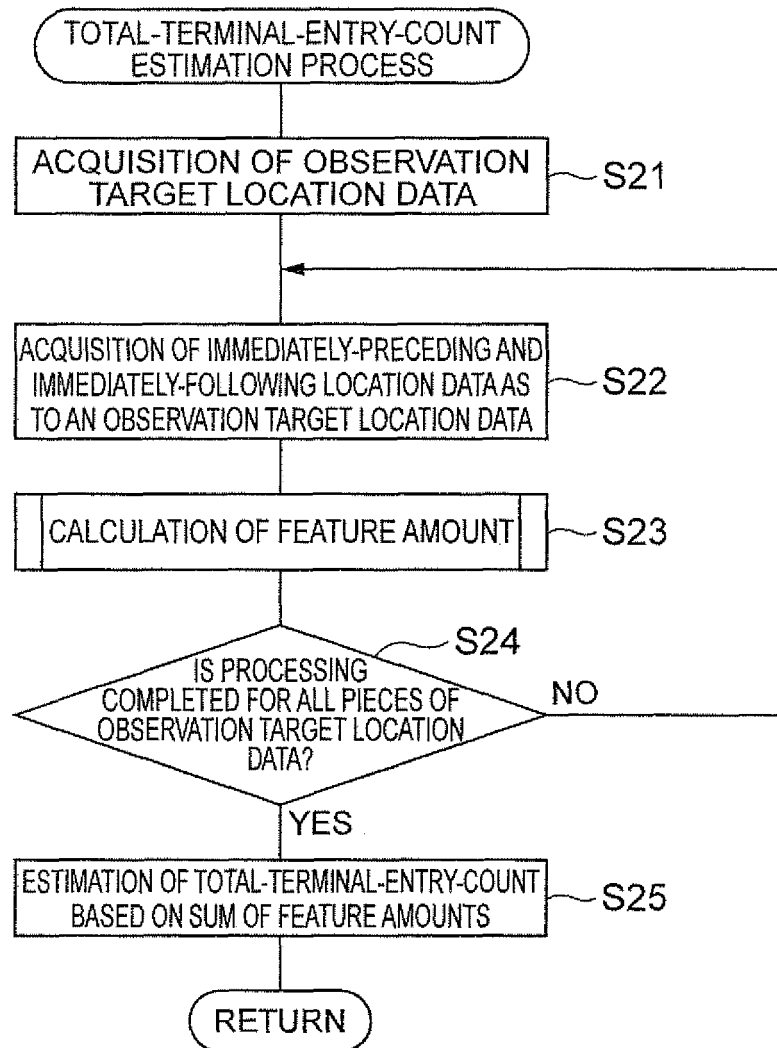 TOTAL-TERMINAL-ENTRY-COUNT
ESTIMATION PROCESS
ACQUISITION OF OBSERVATION
TARGET LOCATION DATA
S21
ACQUISITION OF IMMEDIATELY-PRECEDING AND
IMMEDIATELY-FOLLOWING LOCATION DATA AS
TO AN OBSERVATION TARGET LOCATION DATA
S22
CALCULATION OF FEATURE AMOUNT
S23
S24
IS PROCESSING
COMPLETED FOR ALL PIECES OF
OBSERVATION TARGET LOCATION
DATA?
NO
YES
ESTIMATION OF TOTAL-TERMINAL-ENTRY-COUNT
BASED ON SUM OF FEATURE AMOUNTS
S25
RETURN